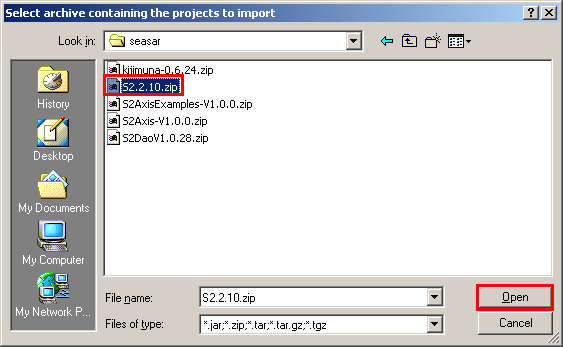 Select archive containing the projects to import
Look in: seasar
kijimuna-0.6.24.zip
S2.2.10.zip
S2AxisExamples-V1.0.0.zip
S2Axis-V1.0.0.zip
S2DaoV1.0.28.zip
History
Desktop
My Documents
My Computer
My Network P...
File name: S2.2.10.zip Open
Files of type: *.jar;*.zip;*.tar;*.tar.gz;*.tgz Cancel